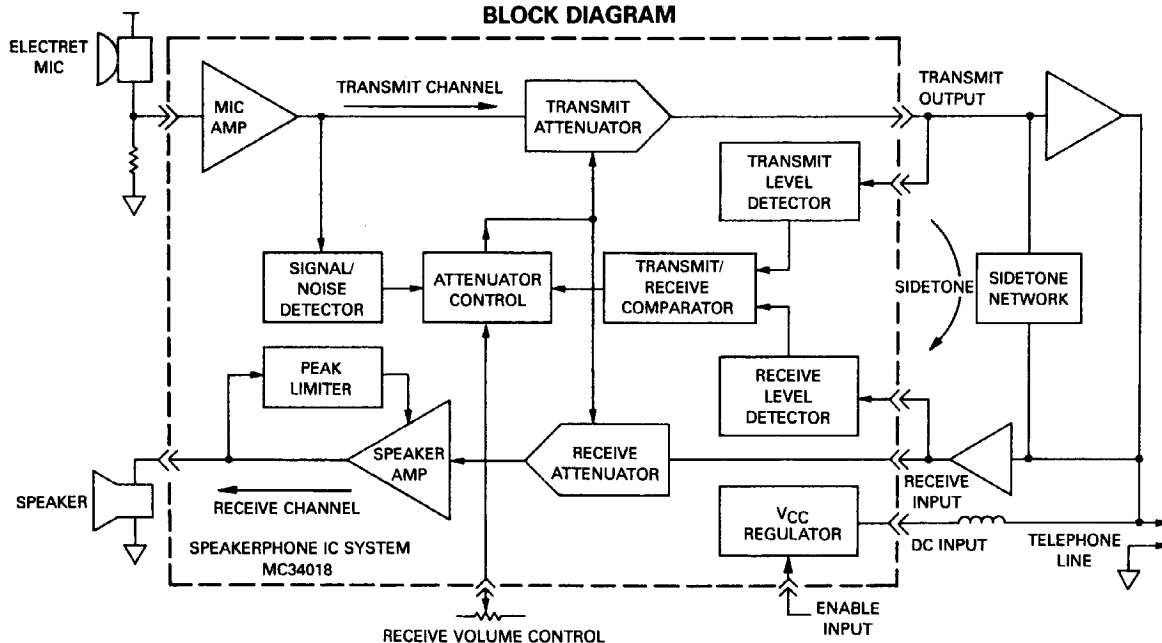 BLOCK DIAGRAM
ELECTRET
MIC
MIC
AMP
TRANSMIT CHANNEL
TRANSMIT
ATTENUATOR
TRANSMIT
OUTPUT
TRANSMIT
LEVEL
DETECTOR
SIGNAL/
NOISE
DETECTOR
ATTENUATOR
CONTROL
TRANSMIT/
RECEIVE
COMPARATOR
SIDETONE
SIDETONE
NETWORK
PEAK
LIMITER
RECEIVE
LEVEL
DETECTOR
SPEAKER
AMP
RECEIVE
ATTENUATOR
RECEIVE
INPUT
SPEAKER
RECEIVE CHANNEL
VCC
REGULATOR
DC INPUT
TELEPHONE
LINE
SPEAKERPHONE IC SYSTEM
MC34018
ENABLE
INPUT
RECEIVE VOLUME CONTROL